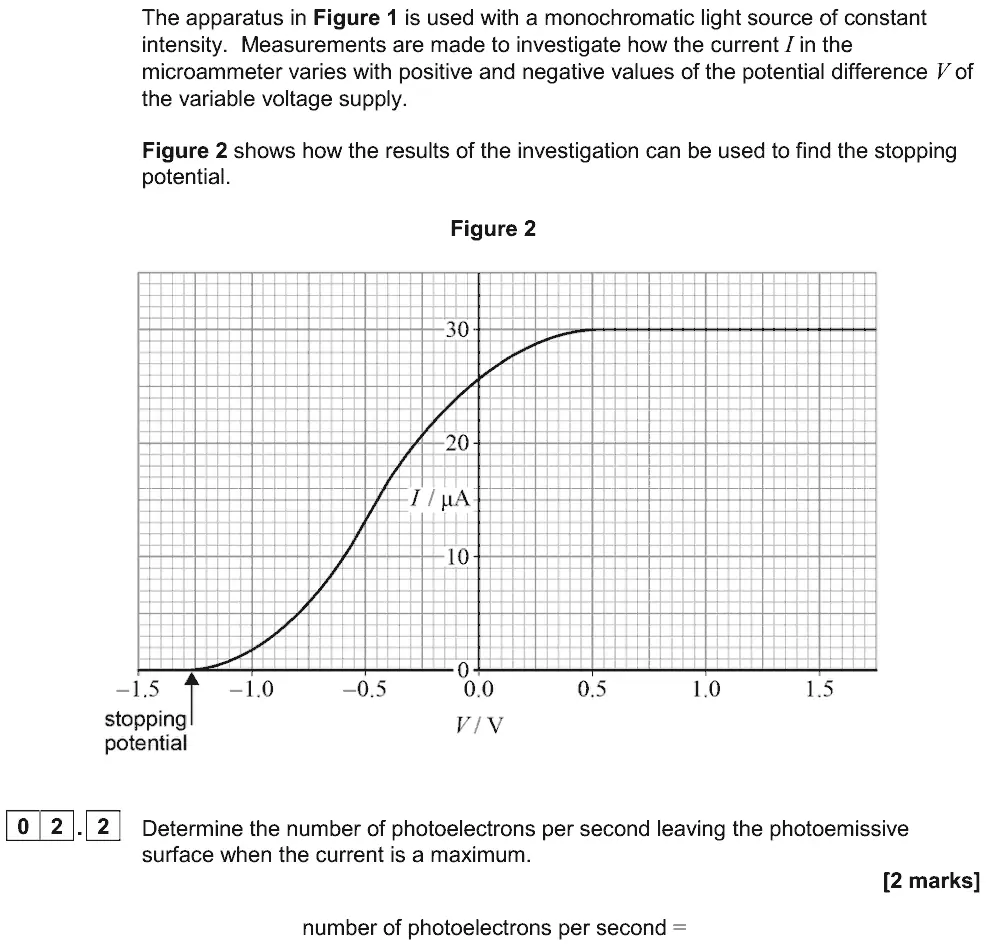 The apparatus in Figure 1 is used with a monochromatic light source of constant
intensity. Measurements are made to investigate how the current I in the
microammeter varies with positive and negative values of the potential difference V of
the variable voltage supply.
Figure 2 shows how the results of the investigation can be used to find the stopping
potential.
Figure 2
30
20
I / μA
10
0
−1.5 −1.0 −0.5 0.0 0.5 1.0 1.5
stopping
potential
V / V
0 2 . 2 Determine the number of photoelectrons per second leaving the photoemissive
surface when the current is a maximum.
[2 marks]
number of photoelectrons per second =